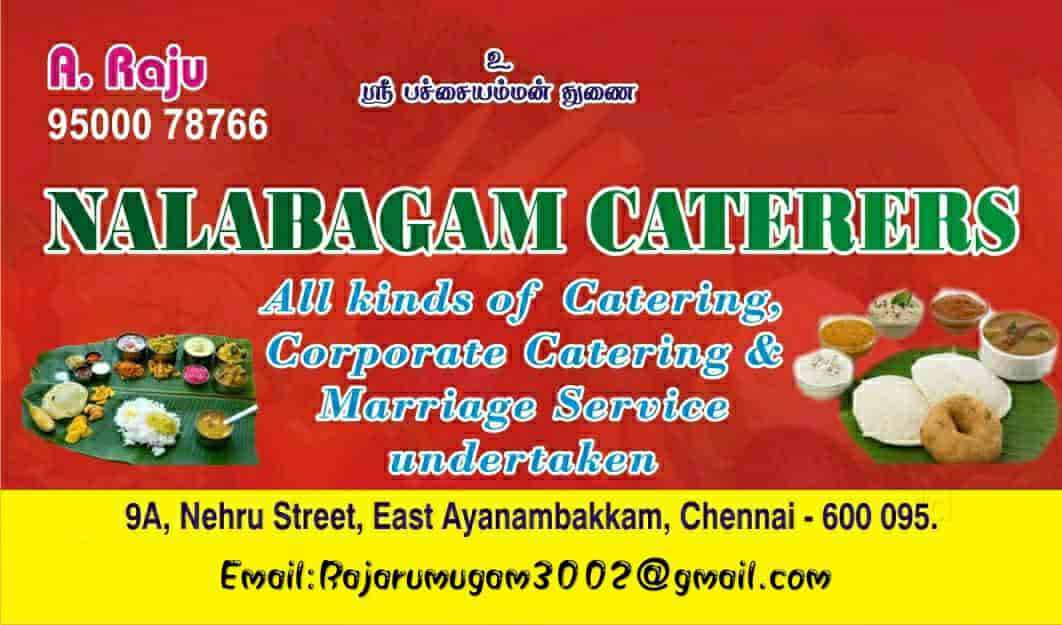 A. Raju
95000 78766
உ
ஸ்ரீ பச்சையம்மன் துணை
NALABAGAM CATERERS
All kinds of Catering,
Corporate Catering &
Marriage Service
undertaken
9A, Nehru Street, East Ayanambakkam, Chennai - 600 095.
Email:Rajarumugam3002@gmail.com